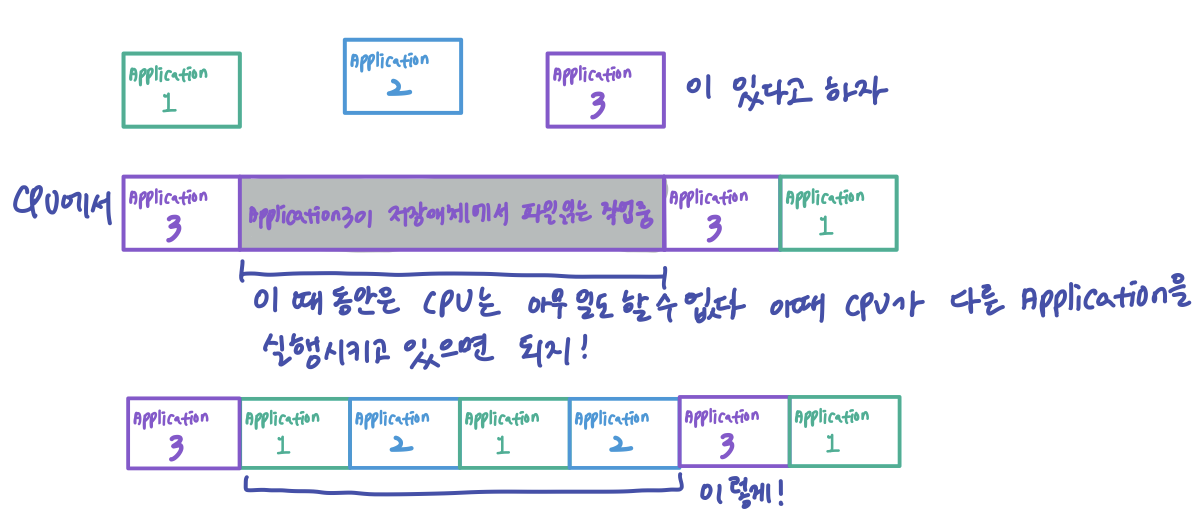 Application
1
Application
2
Application
3
이 있다고 하자
CPU에서
Application
3
Application3이 저장매체에서 파일읽는 작업중
Application
3
Application
1
이 때 동안은 CPU는 아무일도 할 수 없다 이때 CPU가 다른 Application을
실행시키고 있으면 되지!
Application
3
Application
1
Application
2
Application
1
Application
2
Application
3
Application
1
이렇게!